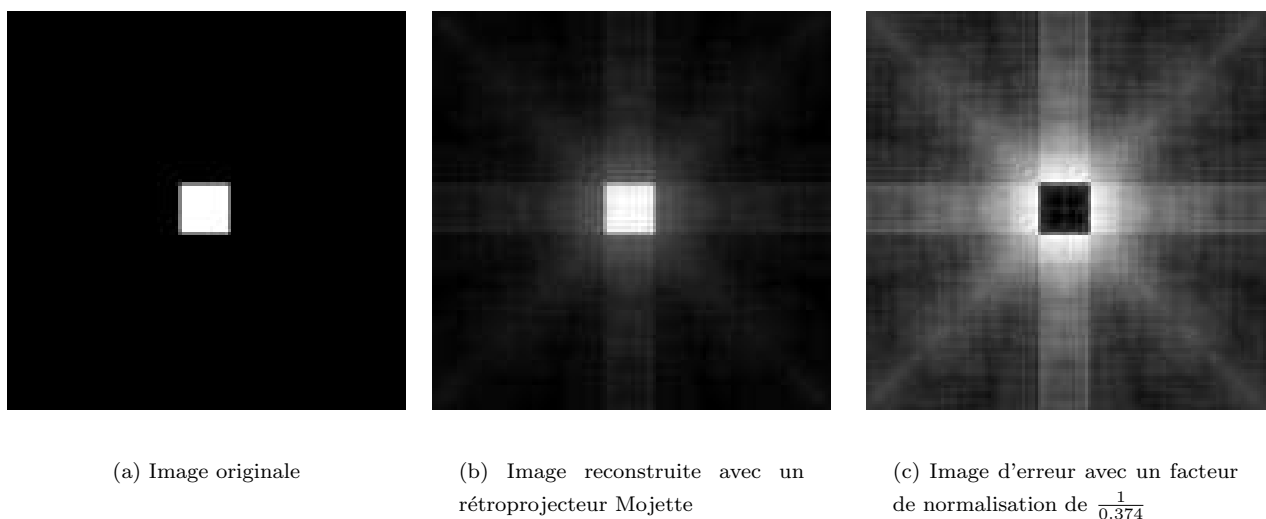 (a) Image originale
(b) Image reconstruite avec un
rétroprojecteur Mojette
(c) Image d'erreur avec un facteur
de normalisation de 1/0.374